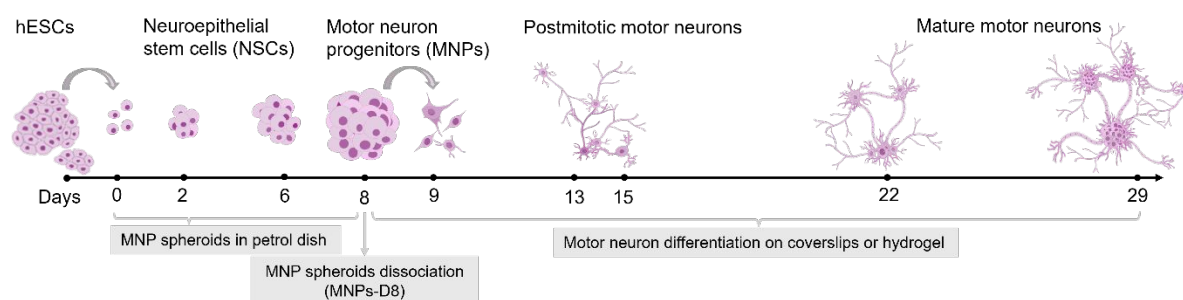 hESCs
Neuroepithelial
stem cells (NSCs)
Motor neuron
progenitors (MNPs)
Postmitotic motor neurons
Mature motor neurons
Days 0 2 6 8 9 13 15 22 29
MNP spheroids in petrol dish
Motor neuron differentiation on coverslips or hydrogel
MNP spheroids dissociation
(MNPs-D8)